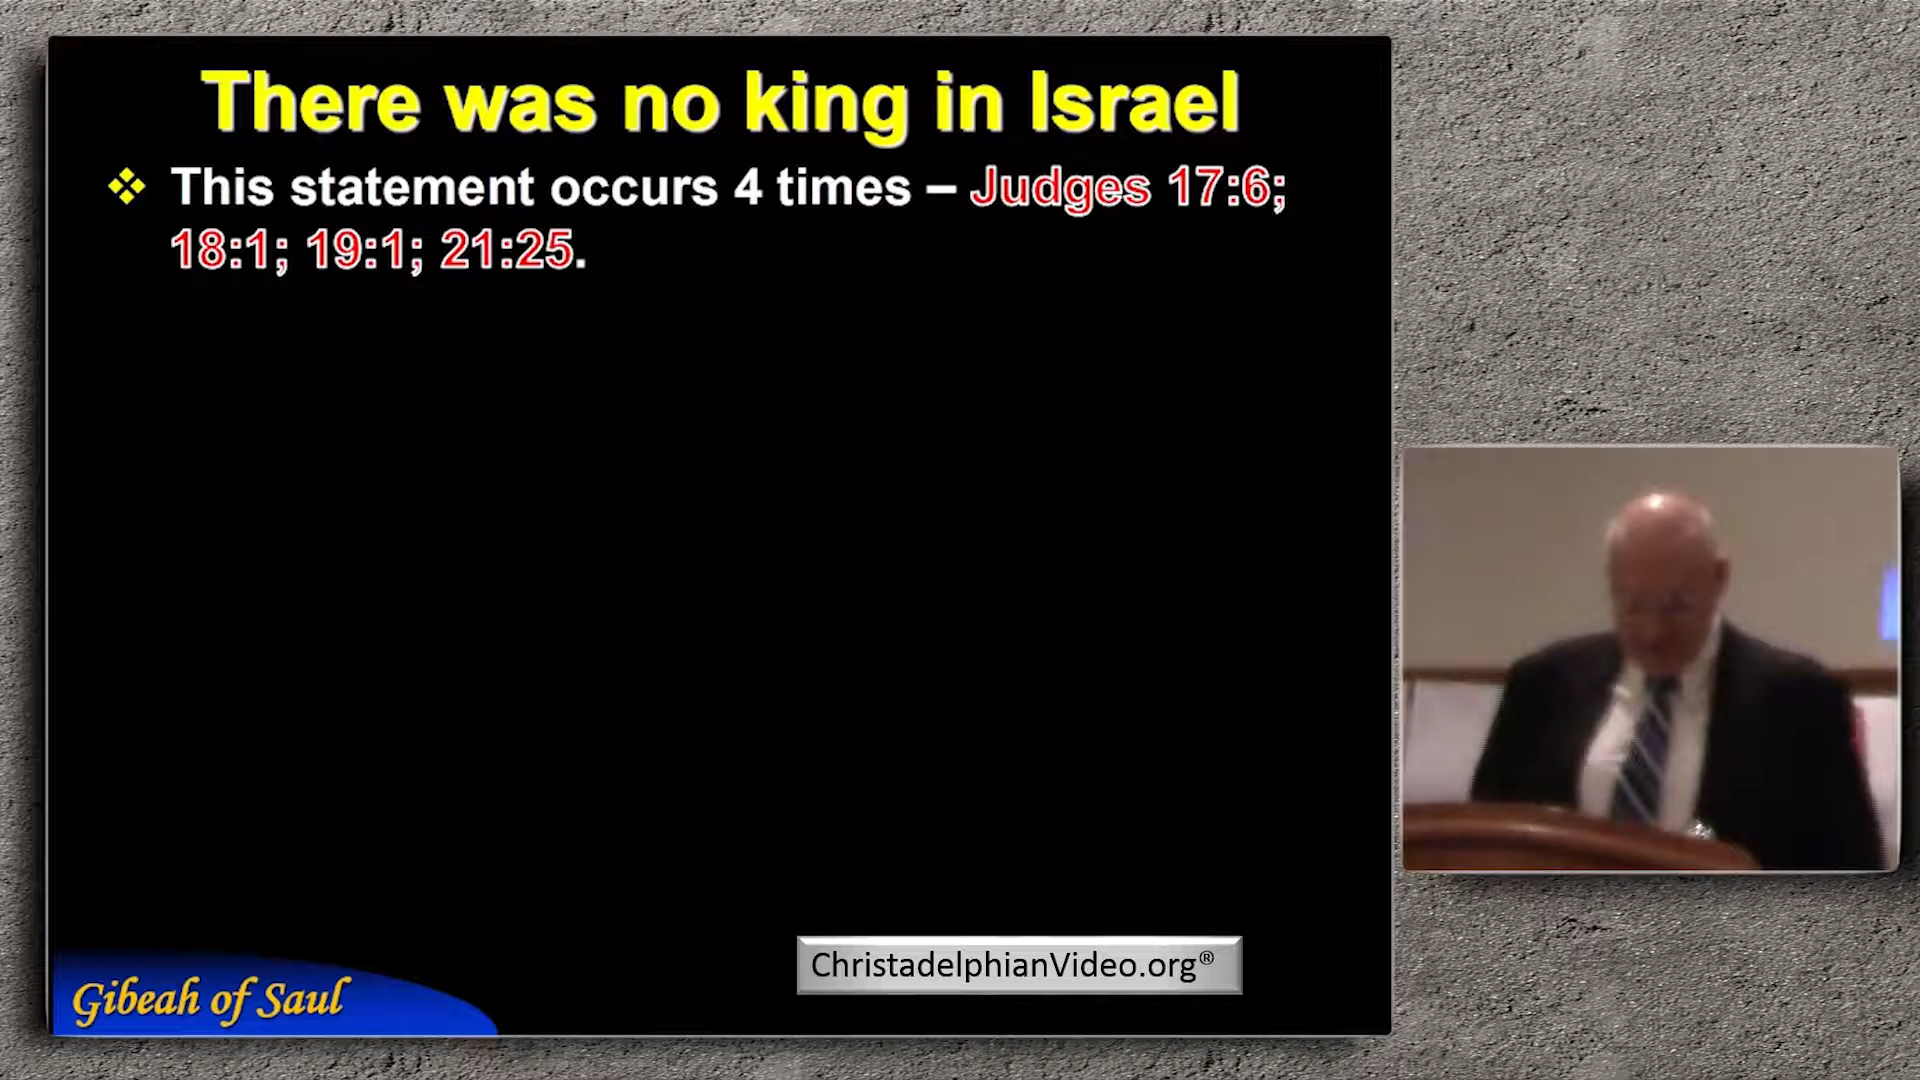 There was no king in Israel
❖ This statement occurs 4 times – Judges 17:6;
18:1; 19:1; 21:25.
Gibeah of Saul
ChristadelphianVideo.org®